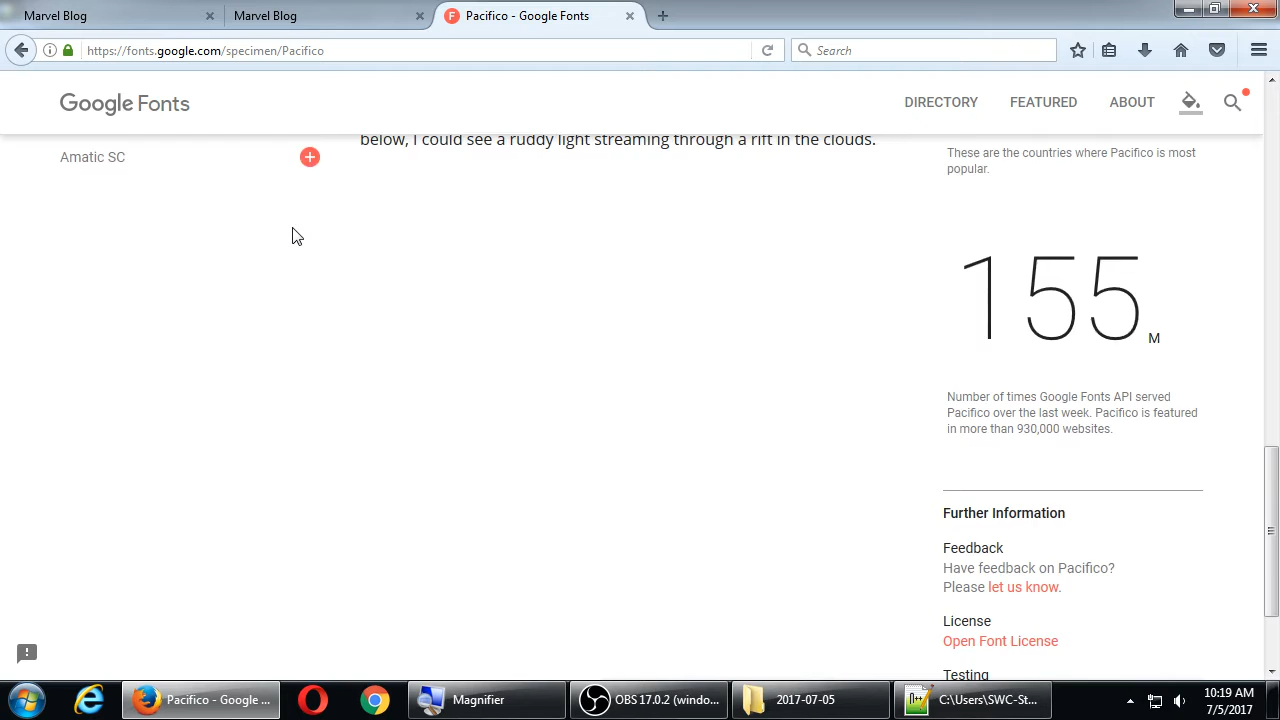 Marvel Blog
Marvel Blog
Pacifico - Google Fonts
https://fonts.google.com/specimen/Pacifico
Search
Google Fonts
DIRECTORY
FEATURED
ABOUT
Amatic SC
below, I could see a ruddy light streaming through a rift in the clouds.
These are the countries where Pacifico is most
popular.
155 M
Number of times Google Fonts API served
Pacifico over the last week. Pacifico is featured
in more than 930,000 websites.
Further Information
Feedback
Have feedback on Pacifico?
Please let us know.
License
Open Font License
Testing
Pacifico - Google ...
Magnifier
OBS 17.0.2 (windo...
2017-07-05
C:\Users\SWC-St...
10:19 AM
7/5/2017